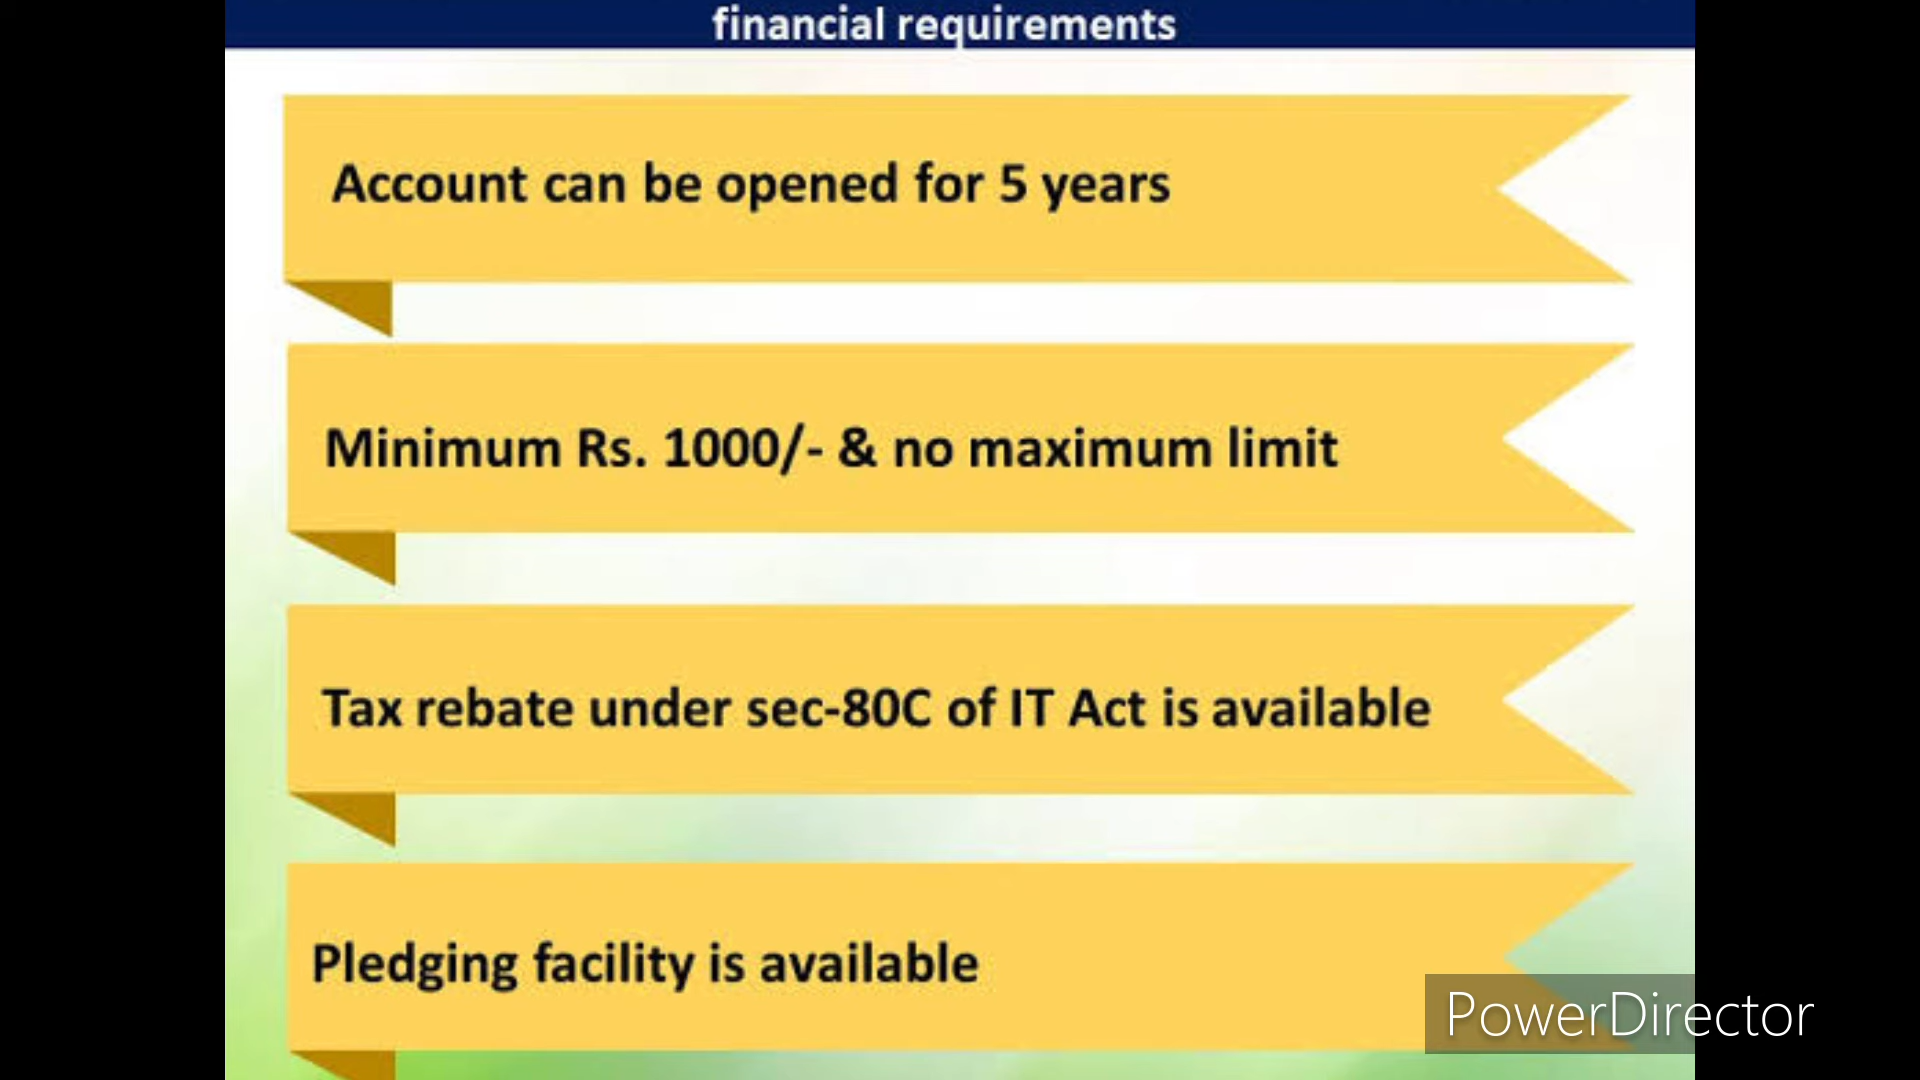 financial requirements
Account can be opened for 5 years
Minimum Rs. 1000/- & no maximum limit
Tax rebate under sec-80C of IT Act is available
Pledging facility is available
PowerDirector